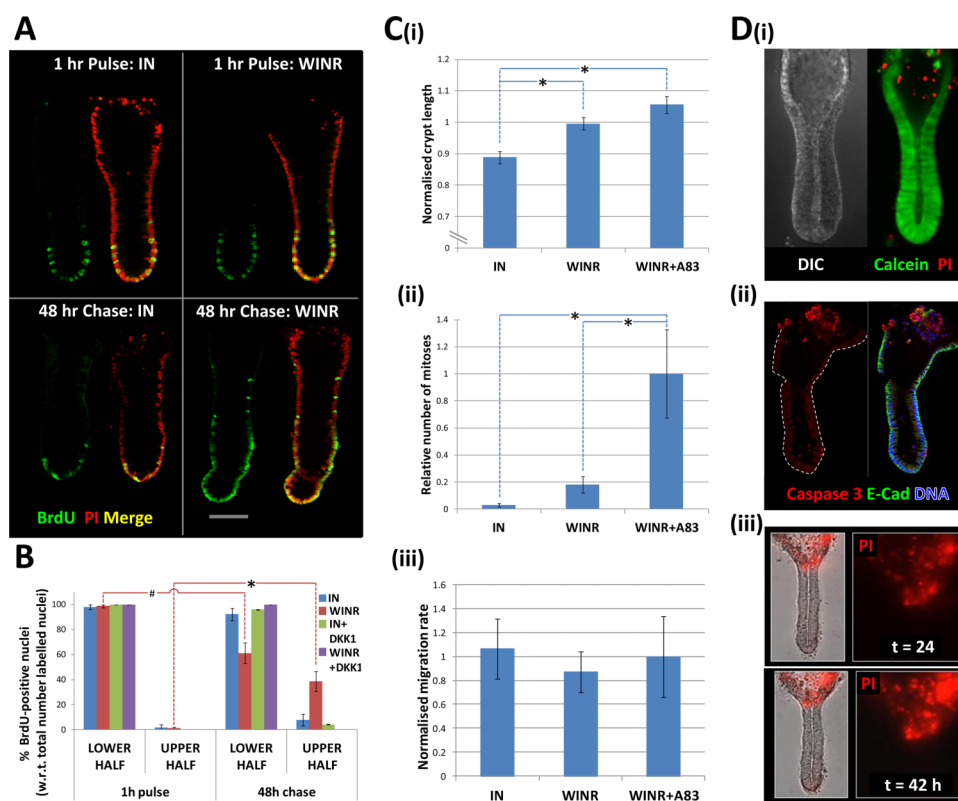 A
1 hr Pulse: IN
1 hr Pulse: WINR
48 hr Chase: IN
48 hr Chase: WINR
BrdU PI Merge
B
% BrdU-positive nuclei
(w.r.t. total number labelled nuclei)
100
80
60
40
20
0
#
*
IN
WINR
IN+
DKK1
WINR
+DKK1
LOWER HALF
UPPER HALF
LOWER HALF
UPPER HALF
1h pulse
48h chase
C(i)
Normalised crypt length
1.2
1.1
1
0.9
0.8
0.7
0
*
*
IN
WINR
WINR+A83
(ii)
Relative number of mitoses
1.4
1.2
1
0.8
0.6
0.4
0.2
0
*
*
IN
WINR
WINR+A83
(iii)
Normalised migration rate
1.6
1.4
1.2
1
0.8
0.6
0.4
0.2
0
IN
WINR
WINR+A83
D(i)
DIC
Calcein PI
(ii)
Caspase 3 E-Cad DNA
(iii)
PI
t = 24
PI
t = 42 h